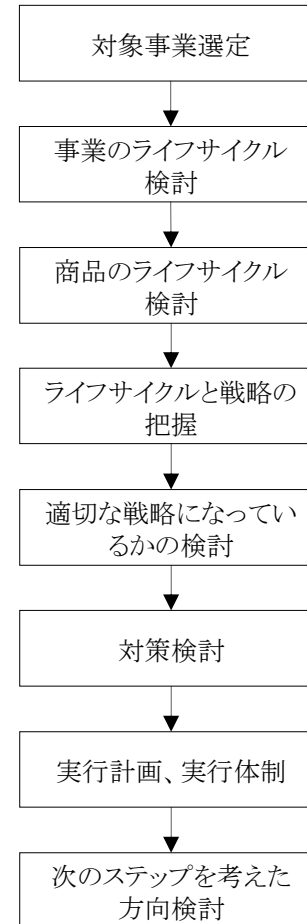 対象事業選定
事業のライフサイクル
検討
商品のライフサイクル
検討
ライフサイクルと戦略の
把握
適切な戦略になってい
るかの検討
対策検討
実行計画、実行体制
次のステップを考えた
方向検討